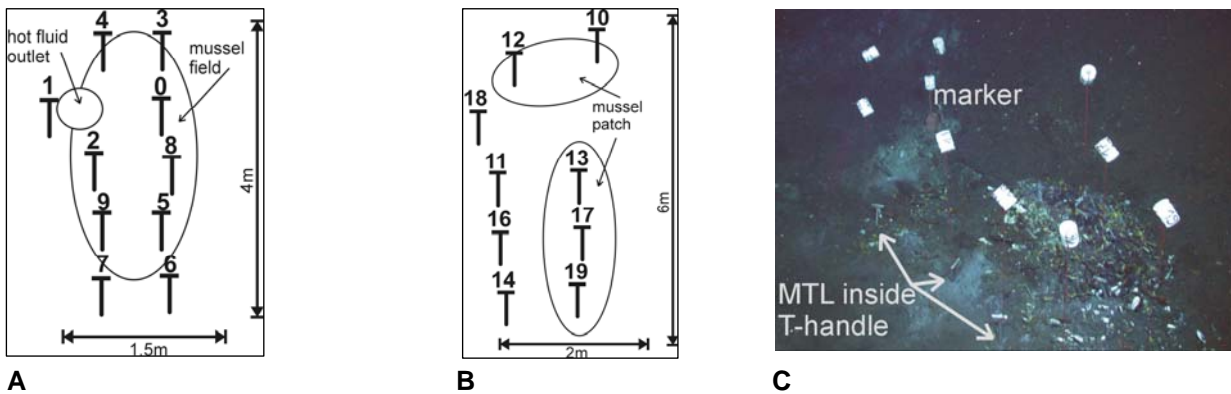 4 3
hot fluid
outlet
mussel
field
1
0
2
8
9
5
7
6
4m
1.5m
A
10
12
18
mussel
patch
11
13
16
17
14
19
6m
2m
B
marker
MTL inside
T-handle
C